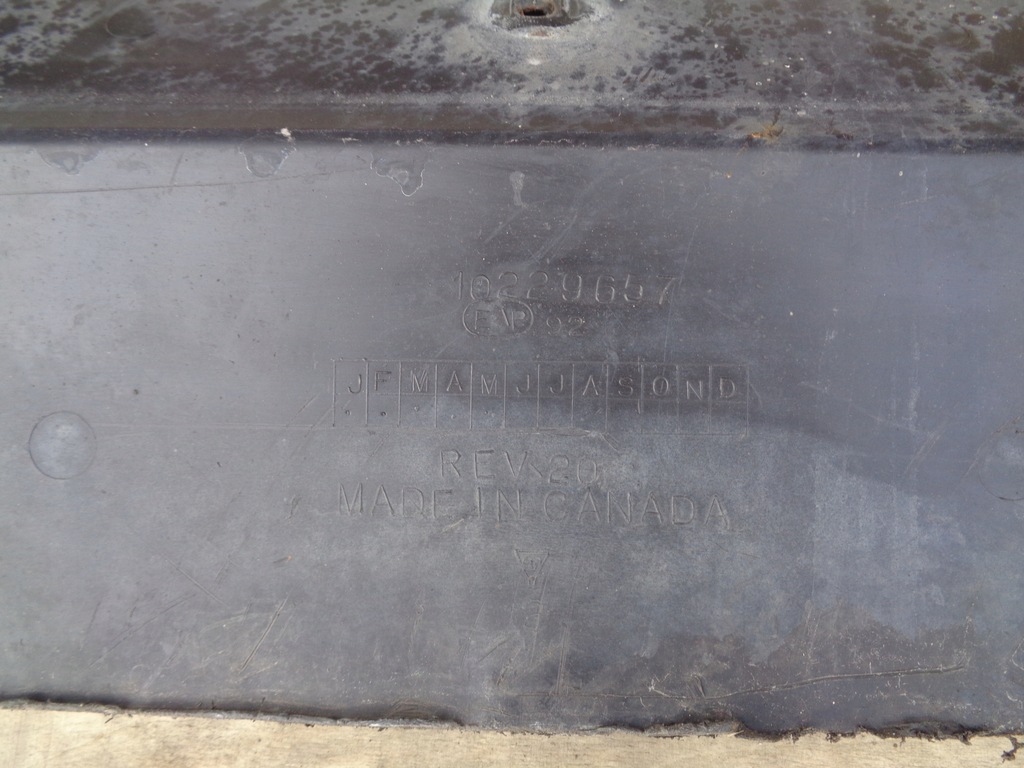 10229657
EP 92
J F M A M J J A S O N D
REV 20
MADE IN CANADA